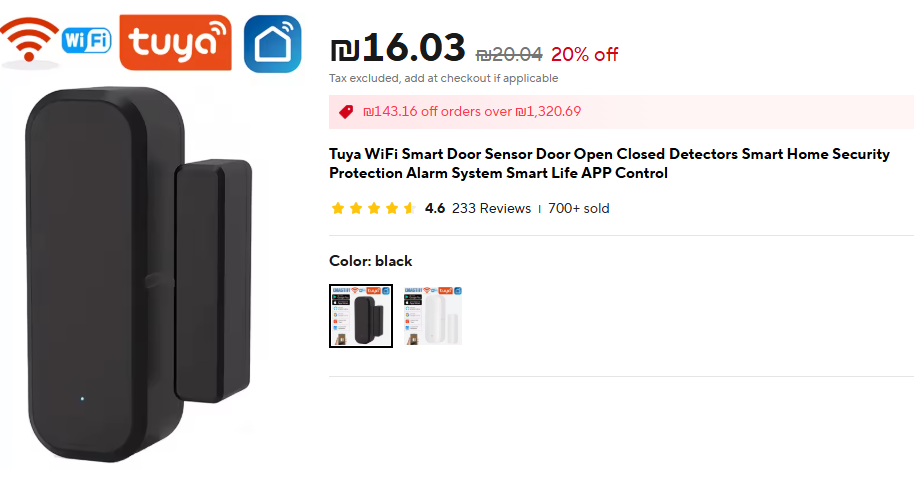 WiFi
tuya
₪16.03 ₪20.04 20% off
Tax excluded, add at checkout if applicable
₪143.16 off orders over ₪1,320.69
Tuya WiFi Smart Door Sensor Door Open Closed Detectors Smart Home Security
Protection Alarm System Smart Life APP Control
4.6 233 Reviews | 700+ sold
Color: black
tuya
tuya